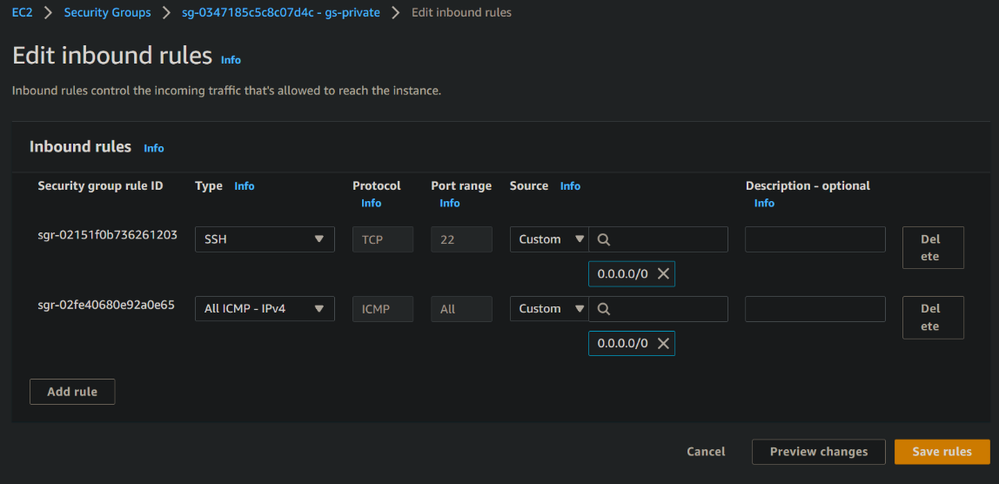 EC2 > Security Groups > sg-0347185c5c8c07d4c - gs-private > Edit inbound rules
Edit inbound rules Info
Inbound rules control the incoming traffic that's allowed to reach the instance.
Inbound rules Info
Security group rule ID Type Info Protocol Info Port range Info Source Info Description - optional Info
sgr-02151f0b736261203 SSH TCP 22 Custom Delete
0.0.0.0/0
sgr-02fe40680e92a0e65 All ICMP - IPv4 ICMP All Custom Delete
0.0.0.0/0
Add rule
Cancel Preview changes Save rules